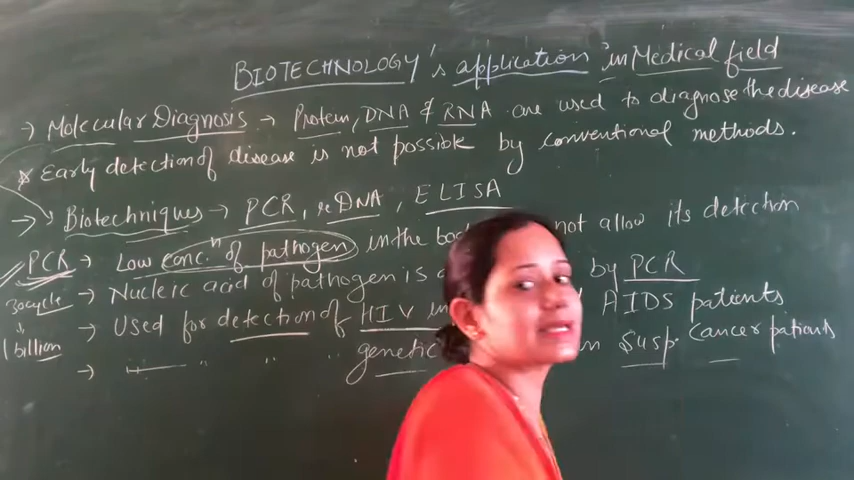 BIOTECHNOLOGY's application in Medical field
→ Molecular Diagnosis → Protein, DNA & RNA are used to diagnose the disease
* Early detection of disease is not possible by conventional methods.
→ Biotechniques → PCR, rDNA, ELISA
PCR → Low concⁿ of pathogen in the bo not allow its detection
30cycle → Nucleic acid of pathogen is a by PCR
↓
1 billion → Used for detection of HIV in AIDS patients
→ —— " " " genetic in Susp. Cancer patients